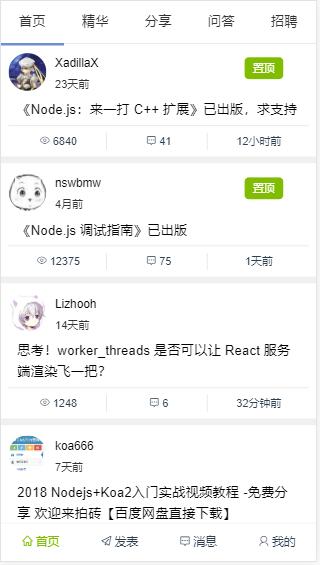 首页 精华 分享 问答 招聘
XadillaX 置顶
23天前
《Node.js：来一打 C++ 扩展》已出版，求支持
6840 41 12小时前
nswbmw 置顶
4月前
《Node.js 调试指南》已出版
12375 75 1天前
Lizhooh
14天前
思考！worker_threads 是否可以让 React 服务
端渲染飞一把？
1248 6 32分钟前
koa666
7天前
2018 Nodejs+Koa2入门实战视频教程 -免费分
享 欢迎来拍砖【百度网盘直接下载】
首页 发表 消息 我的